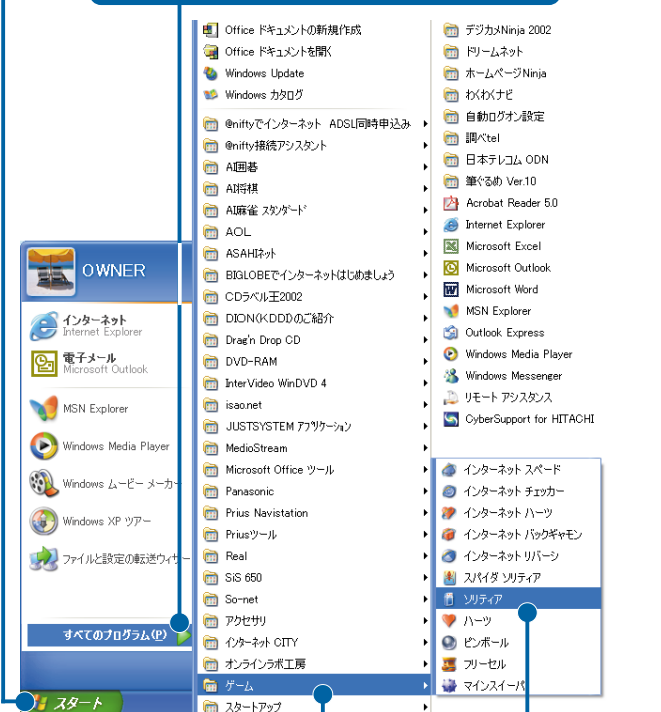 OWNER
インターネット
Internet Explorer
電子メール
Microsoft Outlook
MSN Explorer
Windows Media Player
Windows ムービー メーカー
Windows XP ツアー
ファイルと設定の転送ウィザー
すべてのプログラム(P)
スタート
Office ドキュメントの新規作成
Office ドキュメントを開く
Windows Update
Windows カタログ
@niftyでインターネット ADSL同時申込み
@nifty接続アシスタント
AI囲碁
AI将棋
AI麻雀 スタンダード
AOL
ASAHIネット
BIGLOBEでインターネットはじめましょう
CDラベル王2002
DION(KDDI)のご紹介
Drag'n Drop CD
DVD-RAM
InterVideo WinDVD 4
isao.net
JUSTSYSTEM アプリケーション
MedioStream
Microsoft Office ツール
Panasonic
Prius Navistation
Priusツール
Real
SiS 650
So-net
アクセサリ
インターネット CITY
オンラインラボ工房
ゲーム
スタートアップ
デジカメNinja 2002
ドリームネット
ホームページNinja
わくわくナビ
自動ログオン設定
調べtel
日本テレコム ODN
筆ぐるめ Ver.10
Acrobat Reader 5.0
Internet Explorer
Microsoft Excel
Microsoft Outlook
Microsoft Word
MSN Explorer
Outlook Express
Windows Media Player
Windows Messenger
リモート アシスタンス
CyberSupport for HITACHI
インターネット スペード
インターネット チェッカー
インターネット ハーツ
インターネット バックギャモン
インターネット リバーシ
スパイダ ソリティア
ソリティア
ハーツ
ピンボール
フリーセル
マインスイーパ